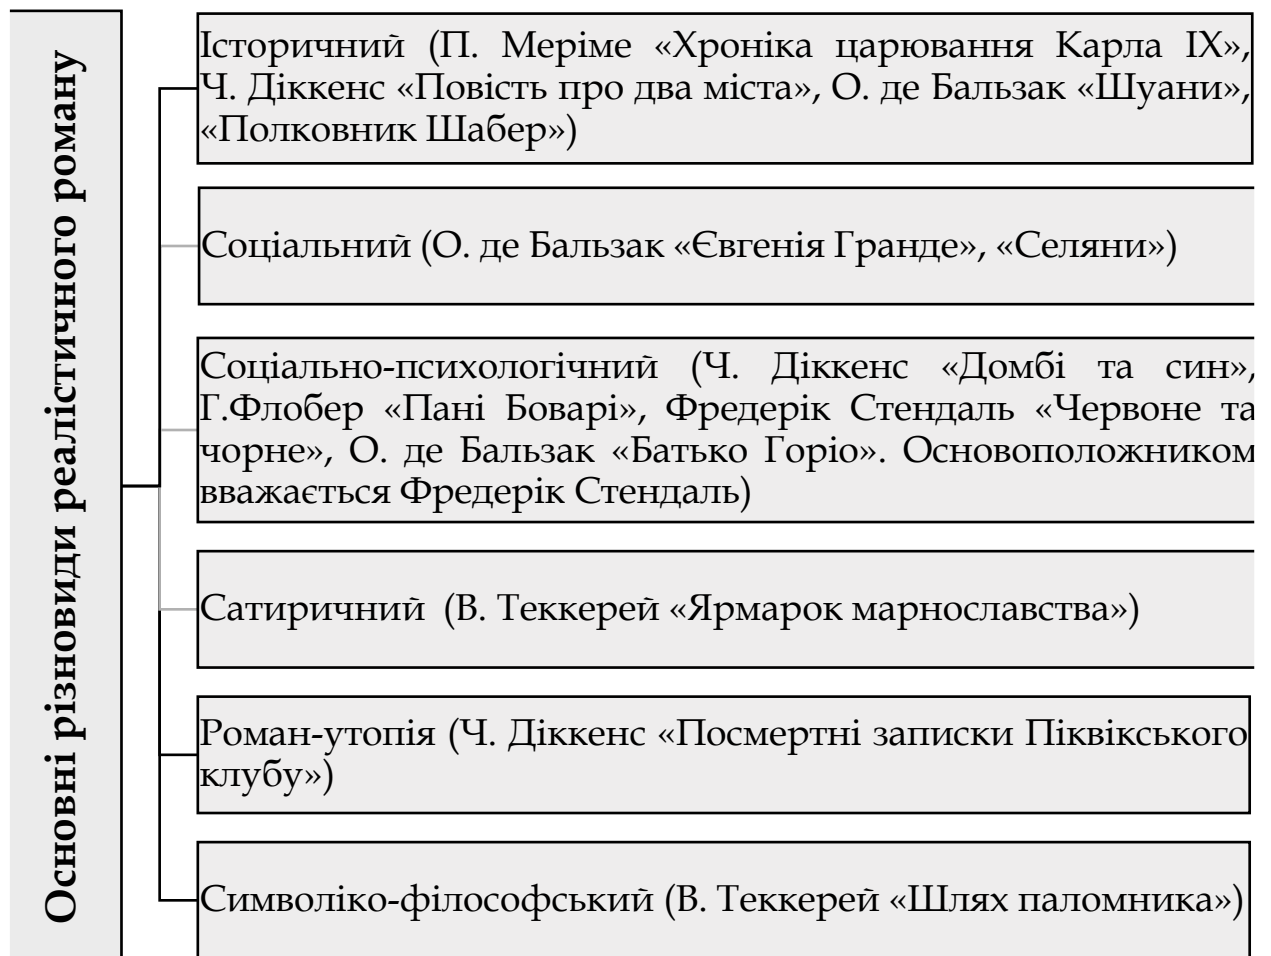 Основні різновиди реалістичного роману
Історичний (П. Меріме «Хроніка царювання Карла ІХ»,
Ч. Діккенс «Повість про два міста», О. де Бальзак «Шуани»,
«Полковник Шабер»)
Соціальний (О. де Бальзак «Євгенія Гранде», «Селяни»)
Соціально-психологічний (Ч. Діккенс «Домбі та син»,
Г.Флобер «Пані Боварі», Фредерік Стендаль «Червоне та
чорне», О. де Бальзак «Батько Горіо». Основоположником
вважається Фредерік Стендаль)
Сатиричний (В. Теккерей «Ярмарок марнославства»)
Роман-утопія (Ч. Діккенс «Посмертні записки Піквікського
клубу»)
Символіко-філософський (В. Теккерей «Шлях паломника»)